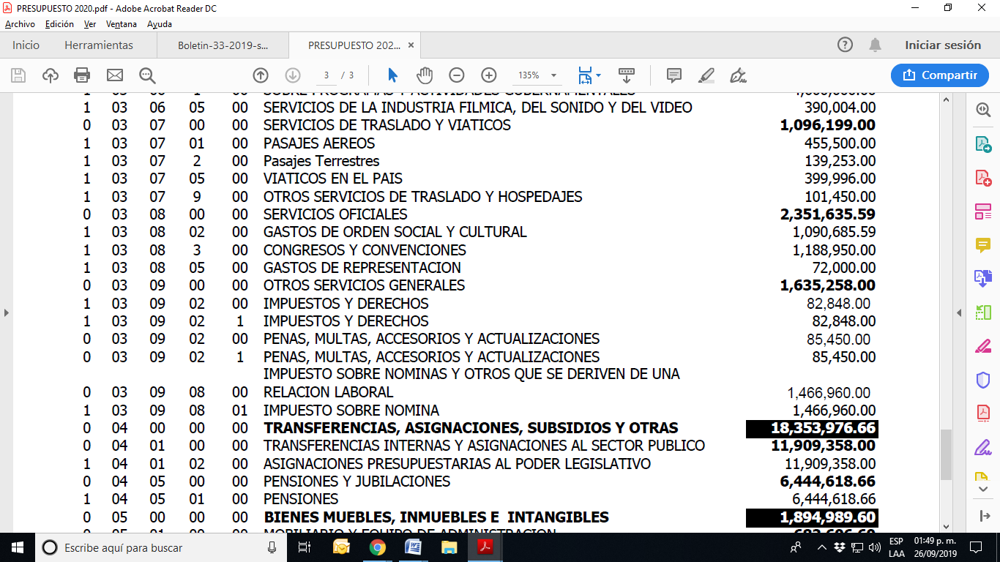 PRESUPUESTO 2020.pdf - Adobe Acrobat Reader DC
Archivo Edición Ver Ventana Ayuda
Inicio Herramientas Boletin-33-2019-s... PRESUPUESTO 202... ×
Iniciar sesión
3 / 3 135% Compartir
1 03 06 05 00 SERVICIOS DE LA INDUSTRIA FILMICA, DEL SONIDO Y DEL VIDEO 390,004.00
0 03 07 00 00 SERVICIOS DE TRASLADO Y VIATICOS 1,096,199.00
1 03 07 01 00 PASAJES AEREOS 455,500.00
1 03 07 2 00 Pasajes Terrestres 139,253.00
1 03 07 05 00 VIATICOS EN EL PAIS 399,996.00
1 03 07 9 00 OTROS SERVICIOS DE TRASLADO Y HOSPEDAJES 101,450.00
0 03 08 00 00 SERVICIOS OFICIALES 2,351,635.59
1 03 08 02 00 GASTOS DE ORDEN SOCIAL Y CULTURAL 1,090,685.59
1 03 08 3 00 CONGRESOS Y CONVENCIONES 1,188,950.00
1 03 08 05 00 GASTOS DE REPRESENTACION 72,000.00
0 03 09 00 00 OTROS SERVICIOS GENERALES 1,635,258.00
1 03 09 02 00 IMPUESTOS Y DERECHOS 82,848.00
1 03 09 02 1 IMPUESTOS Y DERECHOS 82,848.00
0 03 09 02 00 PENAS, MULTAS, ACCESORIOS Y ACTUALIZACIONES 85,450.00
0 03 09 02 1 PENAS, MULTAS, ACCESORIOS Y ACTUALIZACIONES 85,450.00
IMPUESTO SOBRE NOMINAS Y OTROS QUE SE DERIVEN DE UNA
0 03 09 08 00 RELACION LABORAL 1,466,960.00
1 03 09 08 01 IMPUESTO SOBRE NOMINA 1,466,960.00
0 04 00 00 00 TRANSFERENCIAS, ASIGNACIONES, SUBSIDIOS Y OTRAS 18,353,976.66
0 04 01 00 00 TRANSFERENCIAS INTERNAS Y ASIGNACIONES AL SECTOR PUBLICO 11,909,358.00
1 04 01 02 00 ASIGNACIONES PRESUPUESTARIAS AL PODER LEGISLATIVO 11,909,358.00
0 04 05 00 00 PENSIONES Y JUBILACIONES 6,444,618.66
1 04 05 01 00 PENSIONES 6,444,618.66
0 05 00 00 00 BIENES MUEBLES, INMUEBLES E INTANGIBLES 1,894,989.60
Escribe aquí para buscar
ESP 01:49 p. m.
LAA 26/09/2019